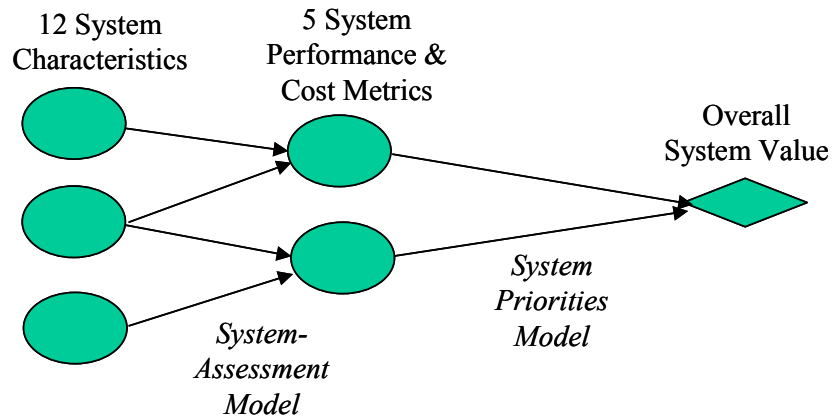 12 System
Characteristics
5 System
Performance &
Cost Metrics
Overall
System Value
System-
Assessment
Model
System
Priorities
Model